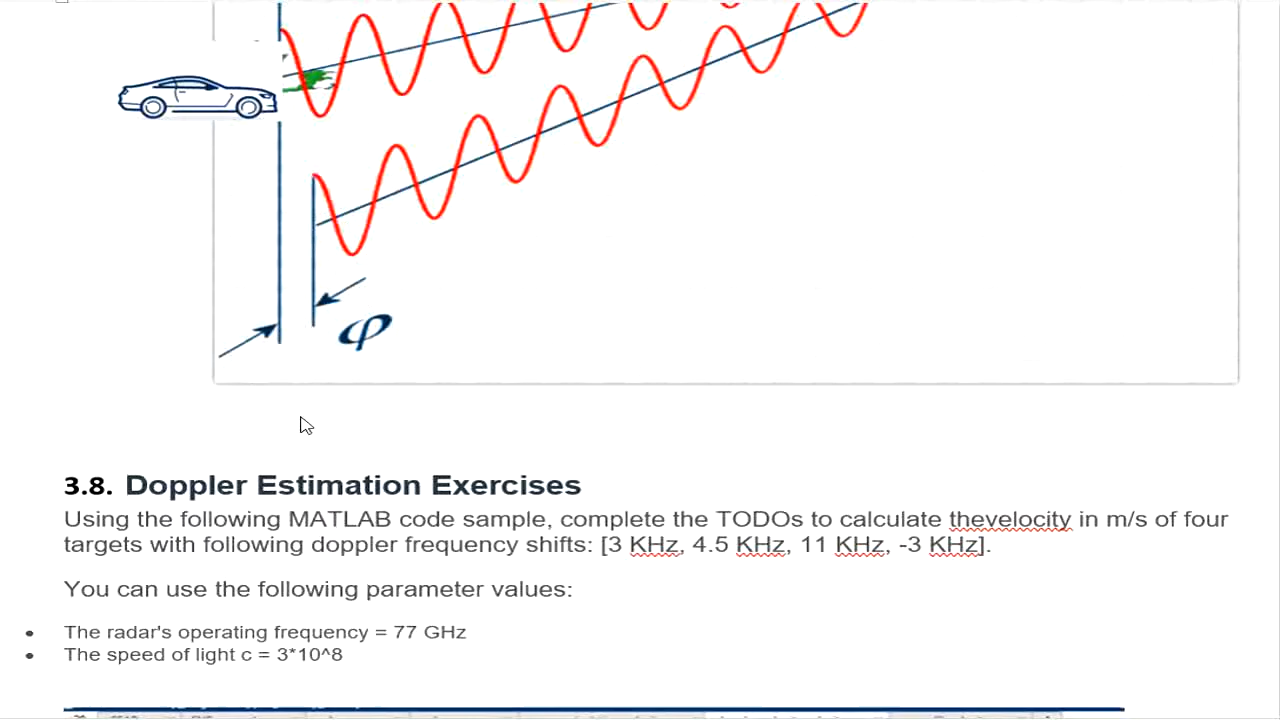 φ
3.8. Doppler Estimation Exercises
Using the following MATLAB code sample, complete the TODOs to calculate thevelocity in m/s of four
targets with following doppler frequency shifts: [3 KHz, 4.5 KHz, 11 KHz, -3 KHz].
You can use the following parameter values:
• The radar's operating frequency = 77 GHz
• The speed of light c = 3*10^8